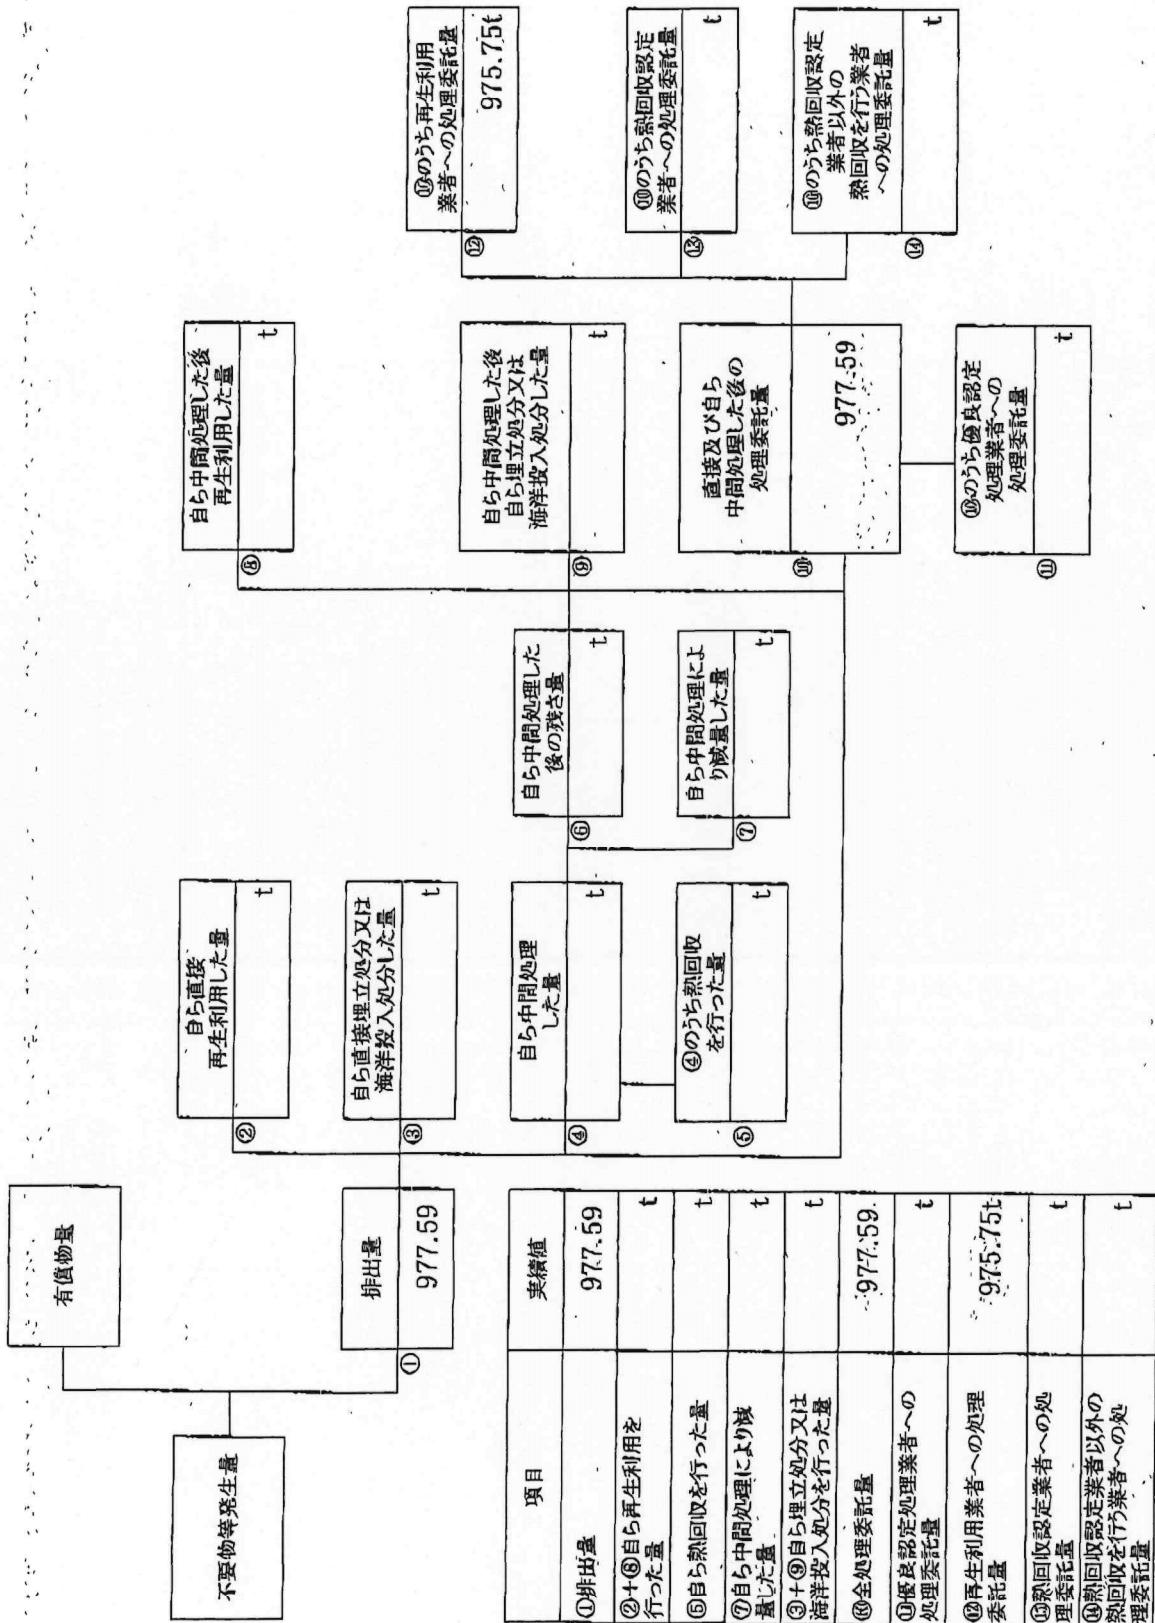 不要物等発生量
有償物量
排出量
①
977.59
自ら直接
再生利用した量
②
t
自ら直接埋立処分又は
海洋投入処分した量
③
t
自ら中間処理
した量
④
t
④のうち熱回収
を行った量
⑤
t
自ら中間処理した
後の残さ量
⑥
t
自ら中間処理によ
り減量した量
⑦
t
自ら中間処理した後
再生利用した量
⑧
t
自ら中間処理した後
自ら埋立処分又は
海洋投入処分した量
⑨
t
直接及び自ら
中間処理した後の
処理委託量
⑩
977.59
⑩のうち優良認定
処理業者への
処理委託量
⑪
t
⑩のうち再生利用
業者への処理委託量
⑫
975.75t
⑩のうち熱回収認定
業者への処理委託量
⑬
t
⑩のうち熱回収認定
業者以外の
熱回収を行う業者
への処理委託量
⑭
t
項目 実績値
①排出量 977.59
②+⑧自ら再生利用を
行った量 t
⑤自ら熱回収を行った量 t
⑦自ら中間処理により減
量した量 t
③+⑨自ら埋立処分又は
海洋投入処分を行った量 t
⑩全処理委託量 977.59
⑪優良認定処理業者への
処理委託量 t
⑫再生利用業者への処理
委託量 975.75t
⑬熱回収認定業者への処
理委託量 t
⑭熱回収認定業者以外の
熱回収を行う業者への処
理委託量 t